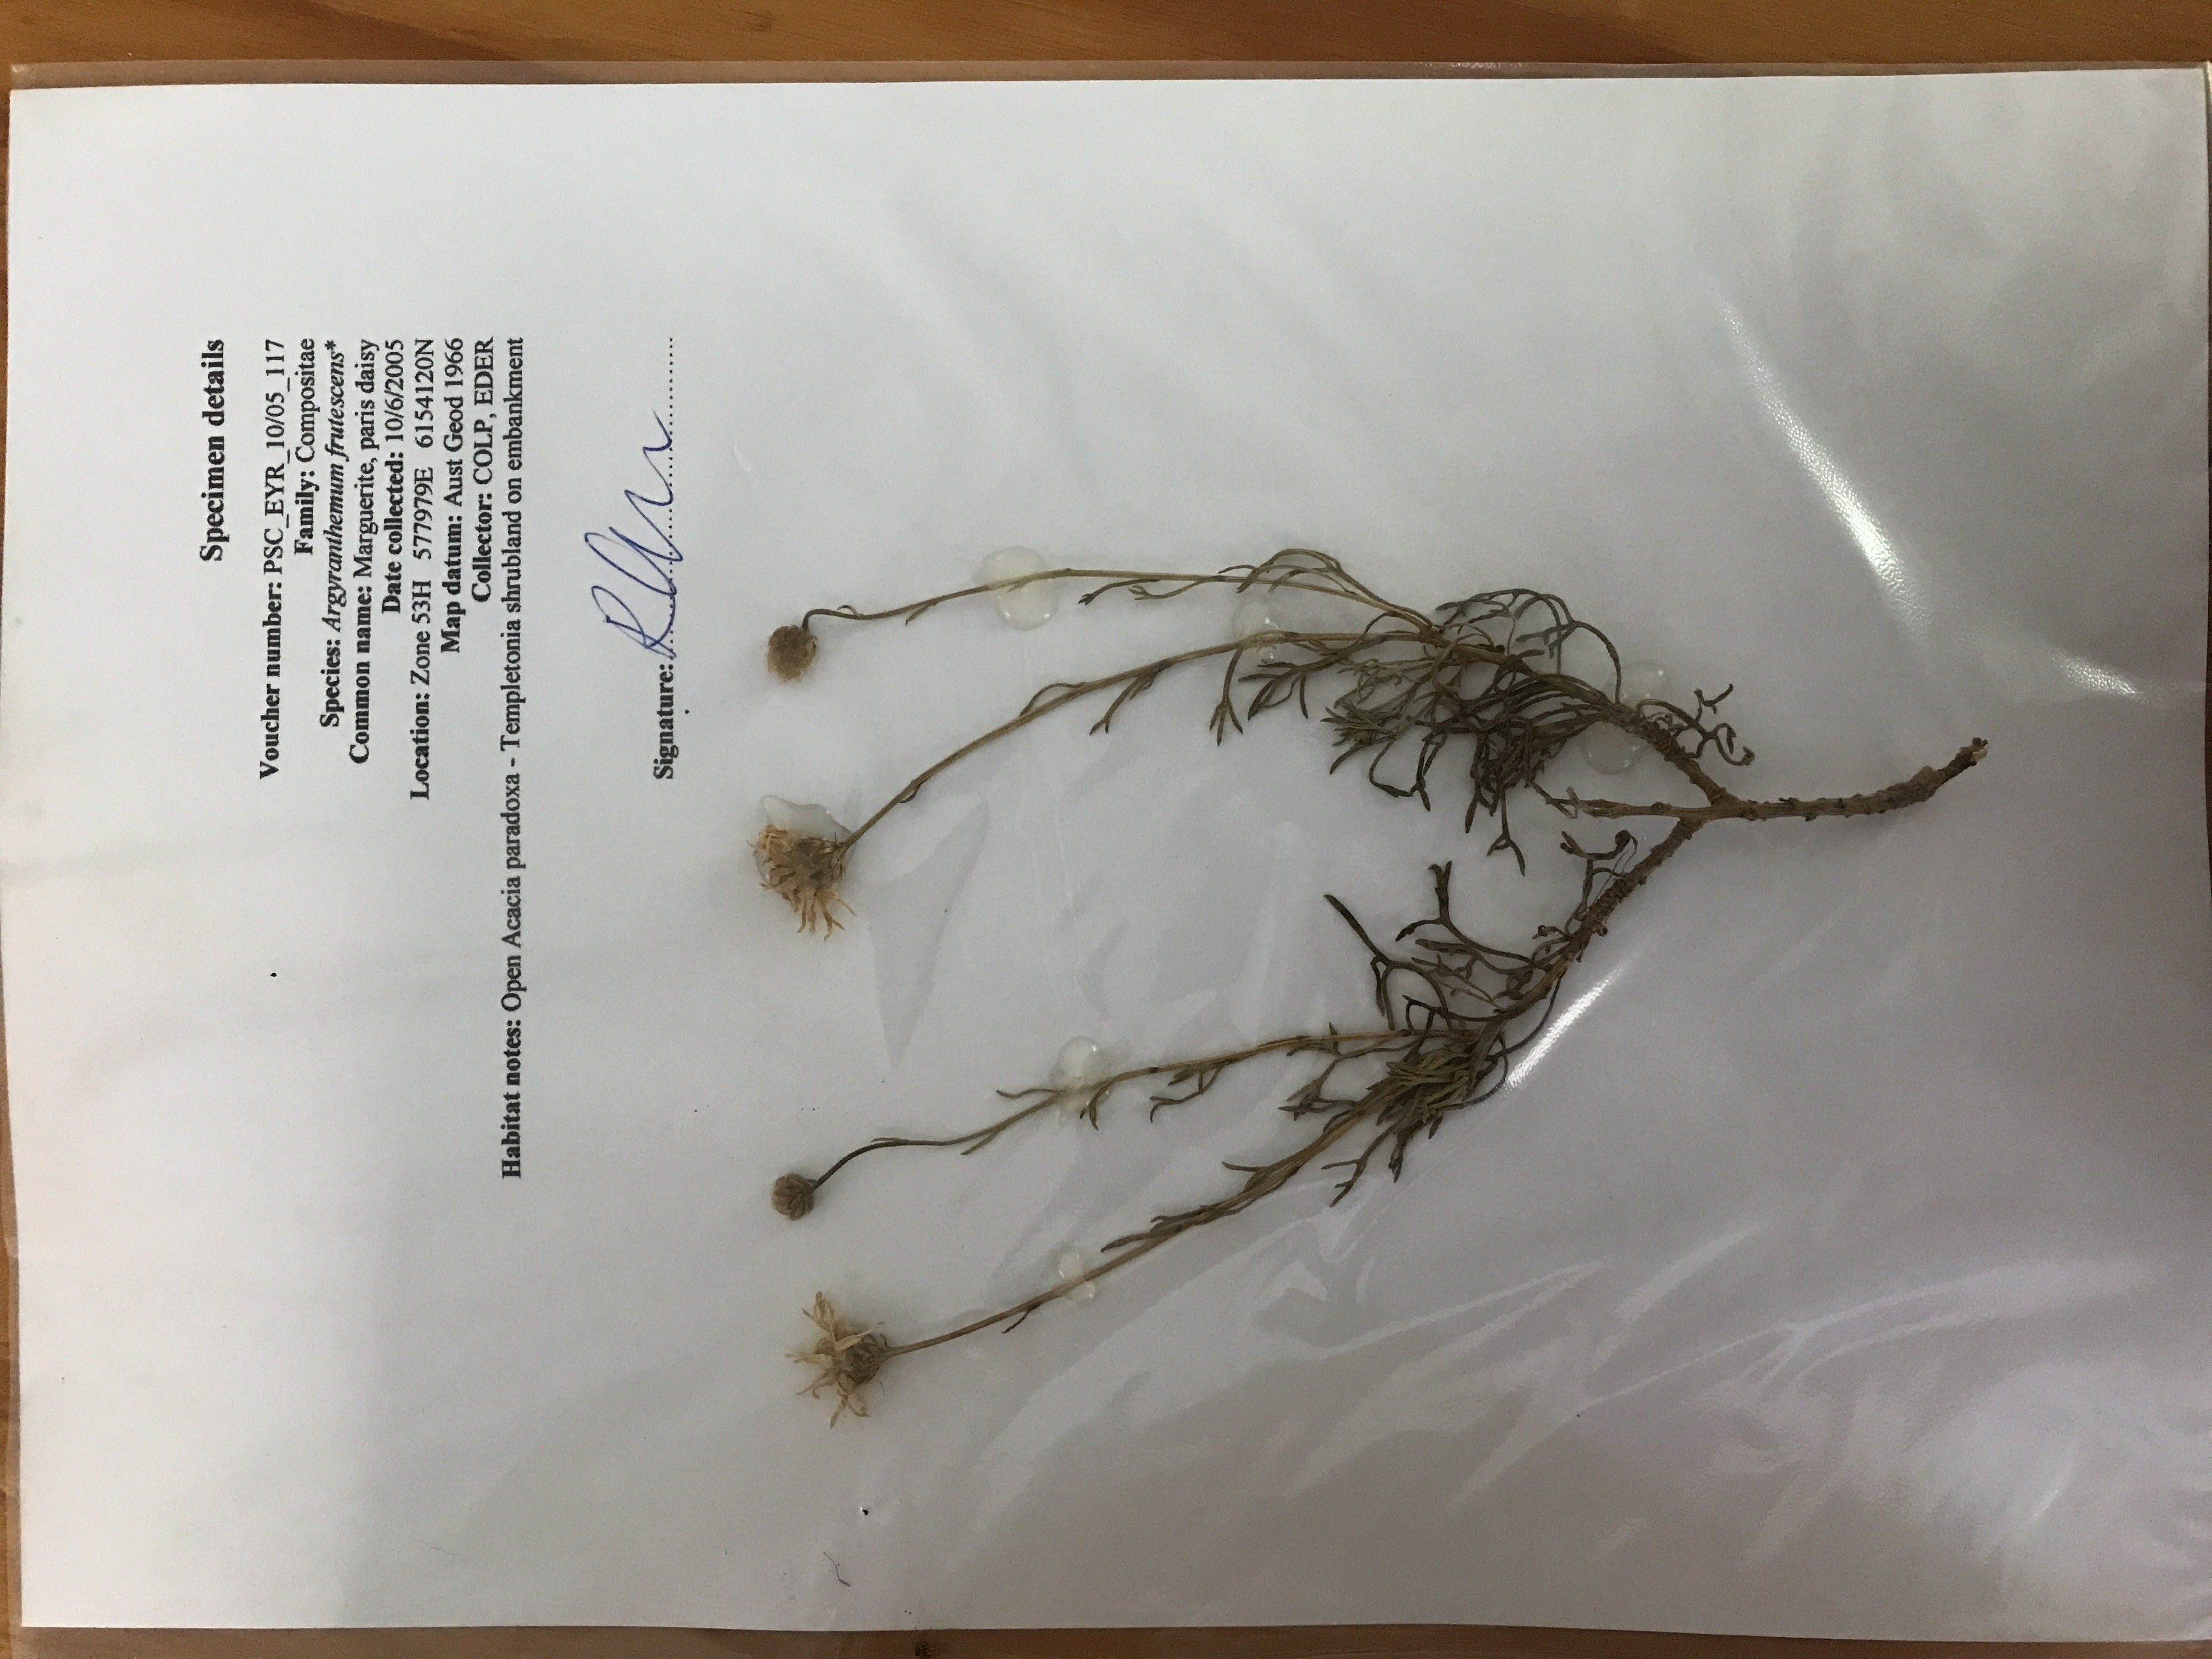 Specimen details
Voucher number: PSC_EYR_10/05_117
Family: Compositae
Species: Argyranthemum frutescens*
Common name: Marguerite, paris daisy
Date collected: 10/6/2005
Location: Zone 53H 577979E 6154120N
Map datum: Aust Geod 1966
Collector: COLP, EDER
Habitat notes: Open Acacia paradoxa - Templetonia shrubland on embankment
Signature: